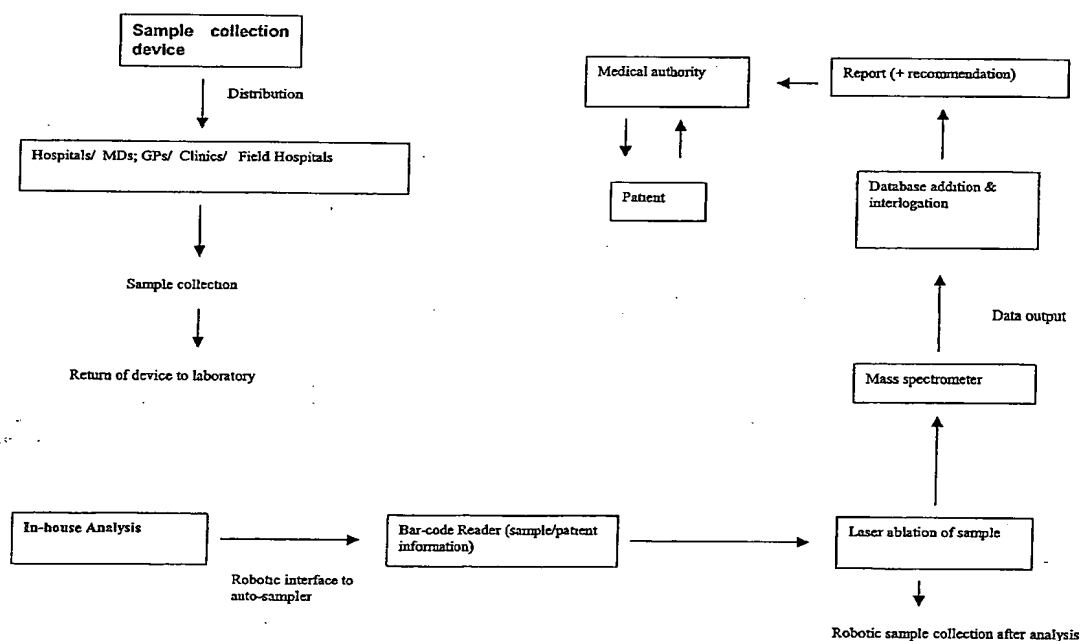 Sample collection
device
Distribution
Hospitals/ MDs; GPs/ Clinics/ Field Hospitals
Sample collection
Return of device to laboratory
In-house Analysis
Robotic interface to
auto-sampler
Bar-code Reader (sample/patient
information)
Laser ablation of sample
Robotic sample collection after analysis
Mass spectrometer
Data output
Database addition &
interlogation
Report (+ recommendation)
Medical authority
Patient